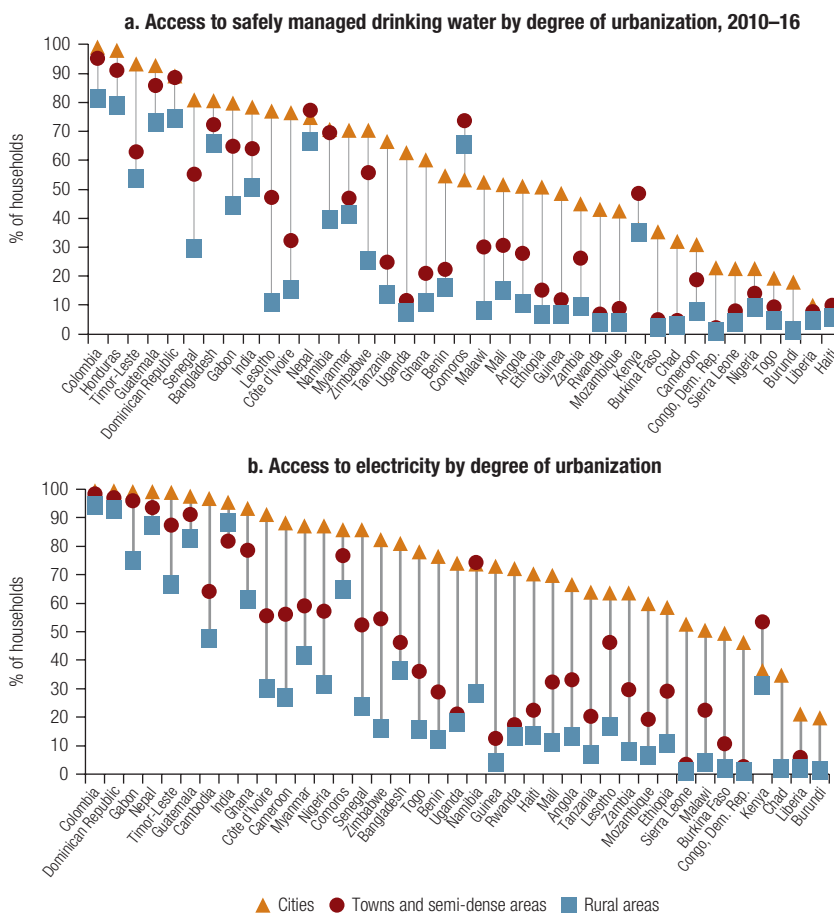 a. Access to safely managed drinking water by degree of urbanization, 2010–16
100
90
80
70
60
50
40
30
20
10
0
% of households
Colombia
Honduras
Timor-Leste
Guatemala
Dominican Republic
Senegal
Bangladesh
Gabon
India
Lesotho
Côte d'Ivoire
Nepal
Namibia
Myanmar
Zimbabwe
Tanzania
Uganda
Ghana
Benin
Comoros
Malawi
Mali
Angola
Ethiopia
Guinea
Zambia
Rwanda
Mozambique
Kenya
Burkina Faso
Chad
Cameroon
Congo, Dem. Rep.
Sierra Leone
Nigeria
Togo
Burundi
Liberia
Haiti
b. Access to electricity by degree of urbanization
100
90
80
70
60
50
40
30
20
10
0
% of households
Colombia
Dominican Republic
Gabon
Nepal
Timor-Leste
Guatemala
Cambodia
India
Ghana
Côte d'Ivoire
Cameroon
Myanmar
Nigeria
Comoros
Senegal
Zimbabwe
Bangladesh
Togo
Benin
Uganda
Namibia
Guinea
Rwanda
Haiti
Mali
Angola
Tanzania
Lesotho
Zambia
Mozambique
Ethiopia
Sierra Leone
Malawi
Burkina Faso
Congo, Dem. Rep.
Kenya
Chad
Liberia
Burundi
Cities
Towns and semi-dense areas
Rural areas